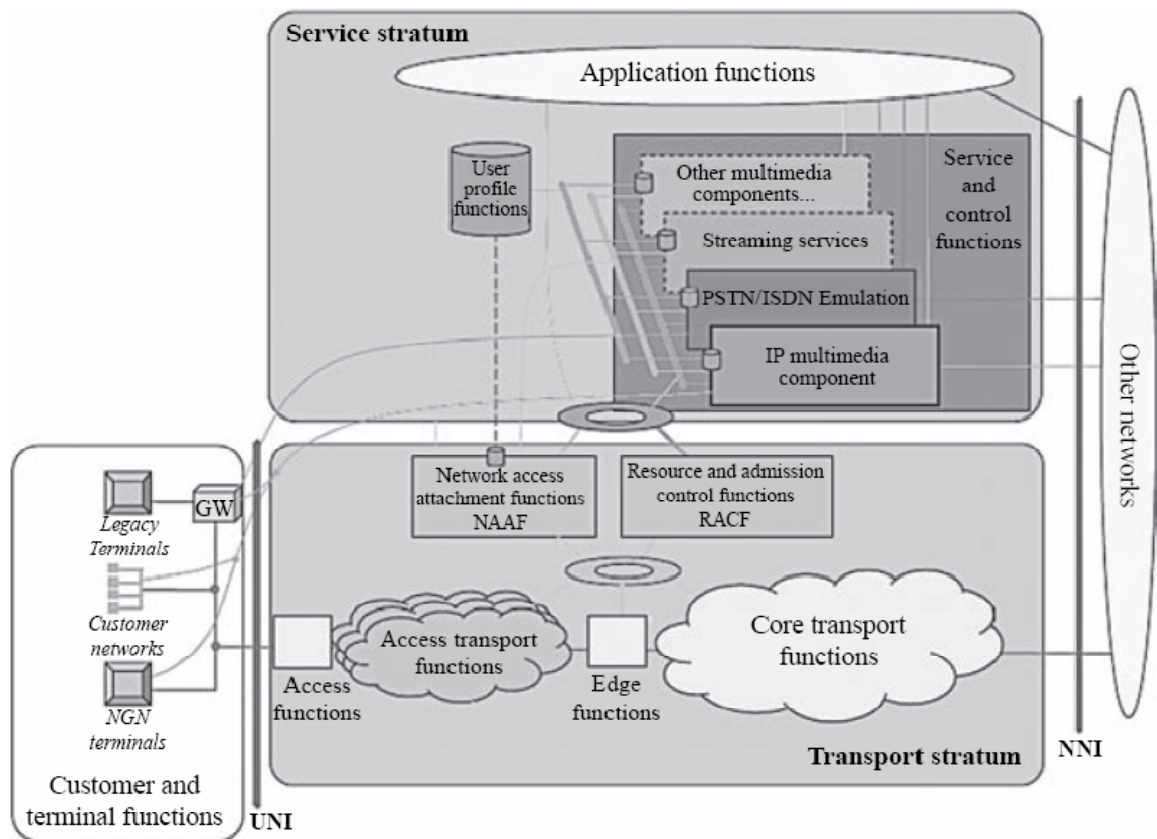 Service stratum
Application functions
User
profile
functions
Other multimedia
components...
Streaming services
PSTN/ISDN Emulation
IP multimedia
component
Service
and
control
functions
Other networks
Network access
attachment functions
NAAF
Resource and admission
control functions
RACF
GW
Legacy
Terminals
Customer
networks
NGN
terminals
Customer and
terminal functions
UNI
Access
functions
Access transport
functions
Edge
functions
Core transport
functions
Transport stratum
NNI